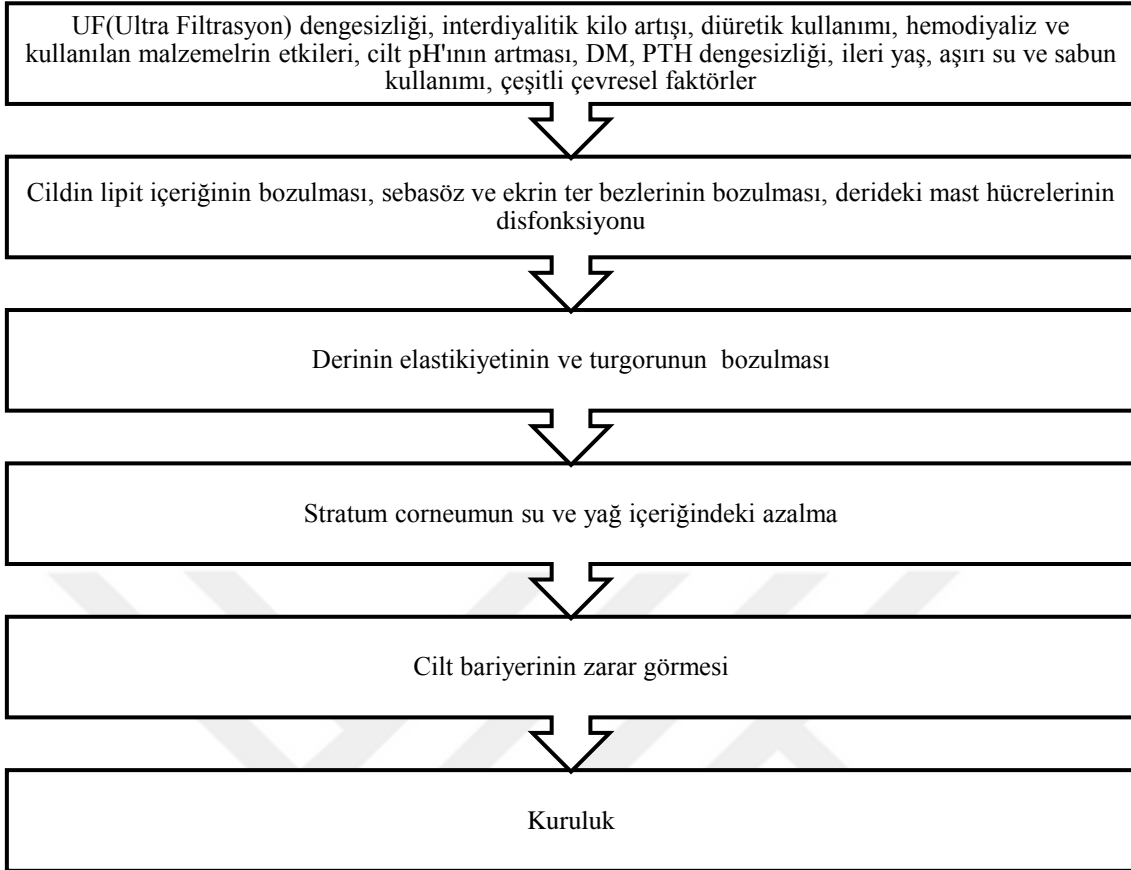 UF(Ultra Filtrasyon) dengesizliği, interdiyalitik kilo artışı, diüretik kullanımı, hemodiyaliz ve
kullanılan malzemelrin etkileri, cilt pH'ının artması, DM, PTH dengesizliği, ileri yaş, aşırı su ve sabun
kullanımı, çeşitli çevresel faktörler
Cildin lipit içeriğinin bozulması, sebasöz ve ekrin ter bezlerinin bozulması, derideki mast hücrelerinin
disfonksiyonu
Derinin elastikiyetinin ve turgorunun bozulması
Stratum corneumun su ve yağ içeriğindeki azalma
Cilt bariyerinin zarar görmesi
Kuruluk